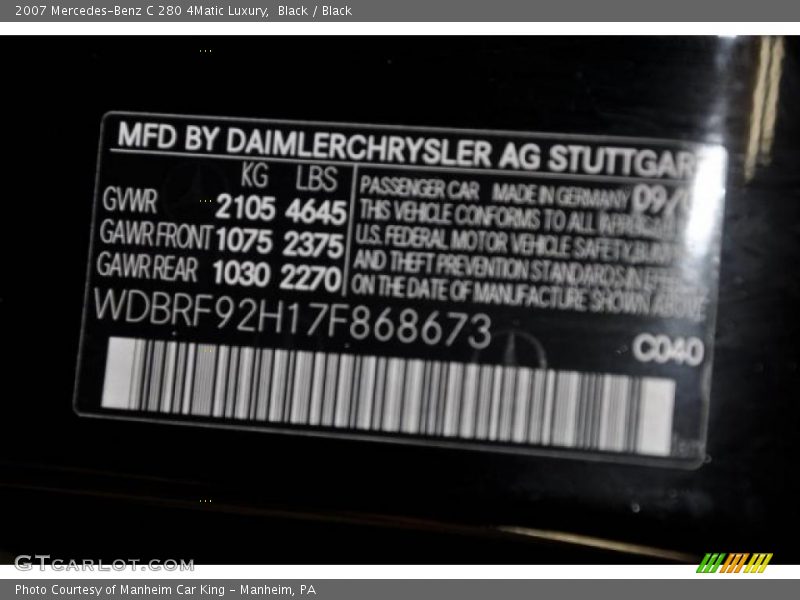 2007 Mercedes-Benz C 280 4Matic Luxury, Black / Black
MFD BY DAIMLERCHRYSLER AG STUTTGAR
KG LBS
GVWR 2105 4645
GAWR FRONT 1075 2375
GAWR REAR 1030 2270
PASSENGER CAR MADE IN GERMANY 09/
THIS VEHICLE CONFORMS TO ALL
U.S. FEDERAL MOTOR VEHICLE SAFETY,
AND THEFT PREVENTION STANDARDS IN
ON THE DATE OF MANUFACTURE SHOWN ABOVE
WDBRF92H17F868673
C040
GTCARLOT.COM
Photo Courtesy of Manheim Car King - Manheim, PA